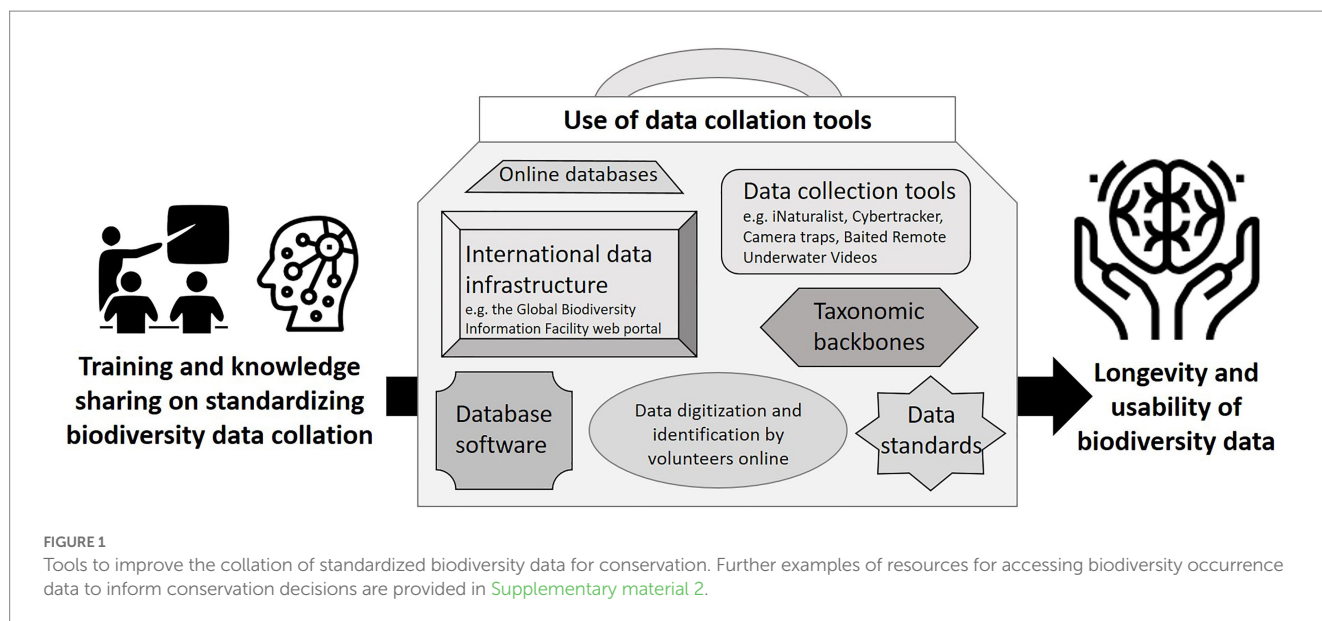 Use of data collation tools
Online databases
Data collection tools
e.g. iNaturalist, Cybertracker,
Camera traps, Baited Remote
Underwater Videos
International data
infrastructure
e.g. the Global Biodiversity
Information Facility web portal
Taxonomic
backbones
Database
software
Data digitization and
identification by
volunteers online
Data
standards
Training and knowledge
sharing on standardizing
biodiversity data collation
Longevity and
usability of
biodiversity data
FIGURE 1
Tools to improve the collation of standardized biodiversity data for conservation. Further examples of resources for accessing biodiversity occurrence
data to inform conservation decisions are provided in Supplementary material 2.